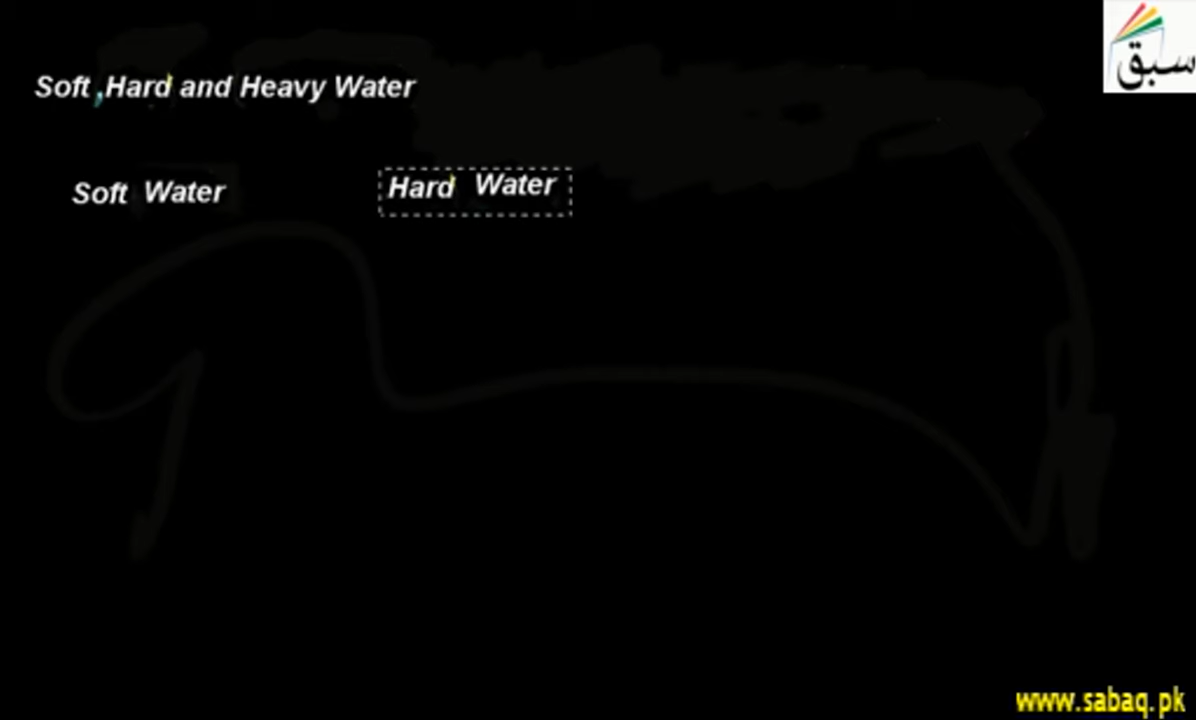 سبق
Soft ,Hard and Heavy Water
Soft Water
Hard Water
www.sabaq.pk